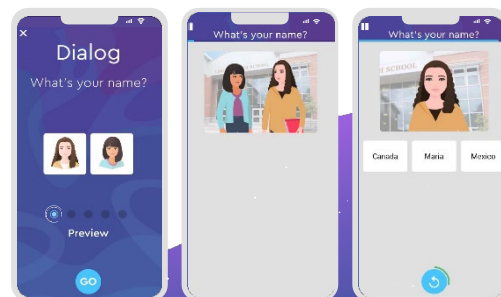 Dialog
What's your name?
Preview
GO
What's your name?
What's your name?
SCHOOL
Canada
Maria
Mexico